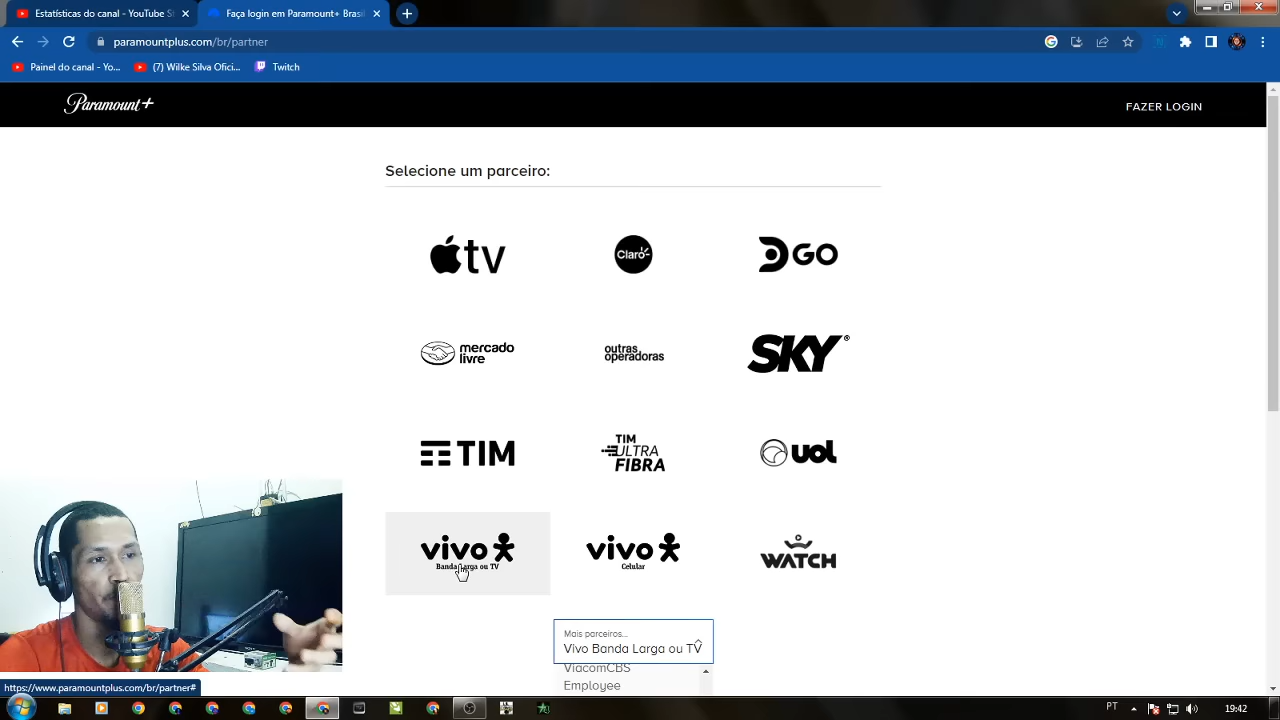 Estatísticas do canal - YouTube S
Faça login em Paramount+ Brasi
paramountplus.com/br/partner
Painel do canal - Yo...
(7) Wilke Silva Ofici...
Twitch
Paramount+
FAZER LOGIN
Selecione um parceiro:
tv
Claro
GO
mercado
livre
outras
operadoras
SKY
TIM
TIM
ULTRA
FIBRA
UOL
vivo
Banda Larga ou TV
vivo
Celular
WATCH
Mais parceiros...
Vivo Banda Larga ou TV
ViacomCBS
Employee
https://www.paramountplus.com/br/partner#
PT
19:42